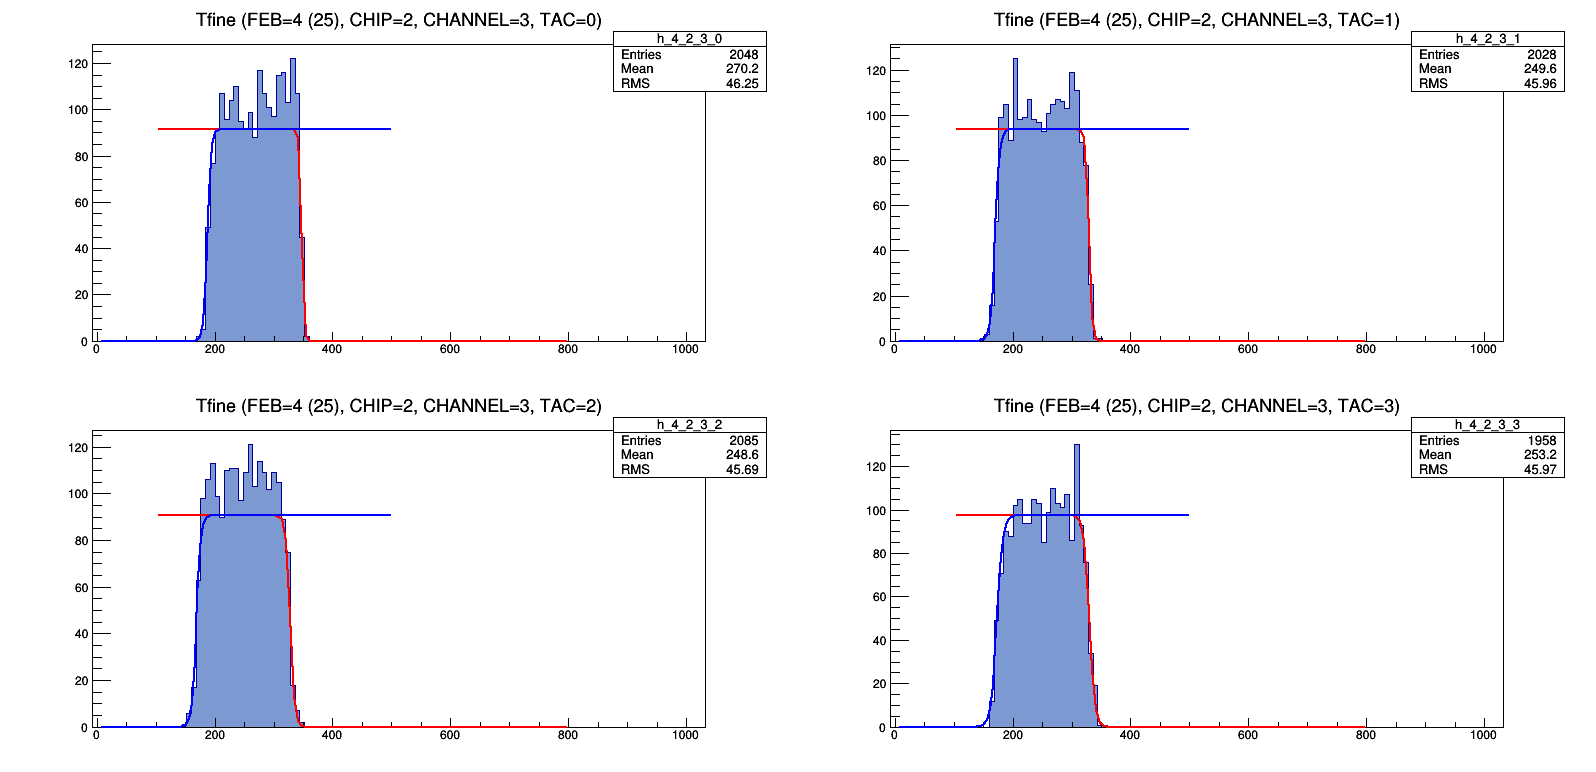 Tfine (FEB=4 (25), CHIP=2, CHANNEL=3, TAC=0)
h_4_2_3_0
Entries 2048
Mean 270.2
RMS 46.25
120
100
80
60
40
20
0
0 200 400 600 800 1000
Tfine (FEB=4 (25), CHIP=2, CHANNEL=3, TAC=1)
h_4_2_3_1
Entries 2028
Mean 249.6
RMS 45.96
120
100
80
60
40
20
0
0 200 400 600 800 1000
Tfine (FEB=4 (25), CHIP=2, CHANNEL=3, TAC=2)
h_4_2_3_2
Entries 2085
Mean 248.6
RMS 45.69
120
100
80
60
40
20
0
0 200 400 600 800 1000
Tfine (FEB=4 (25), CHIP=2, CHANNEL=3, TAC=3)
h_4_2_3_3
Entries 1958
Mean 253.2
RMS 45.97
120
100
80
60
40
20
0
0 200 400 600 800 1000